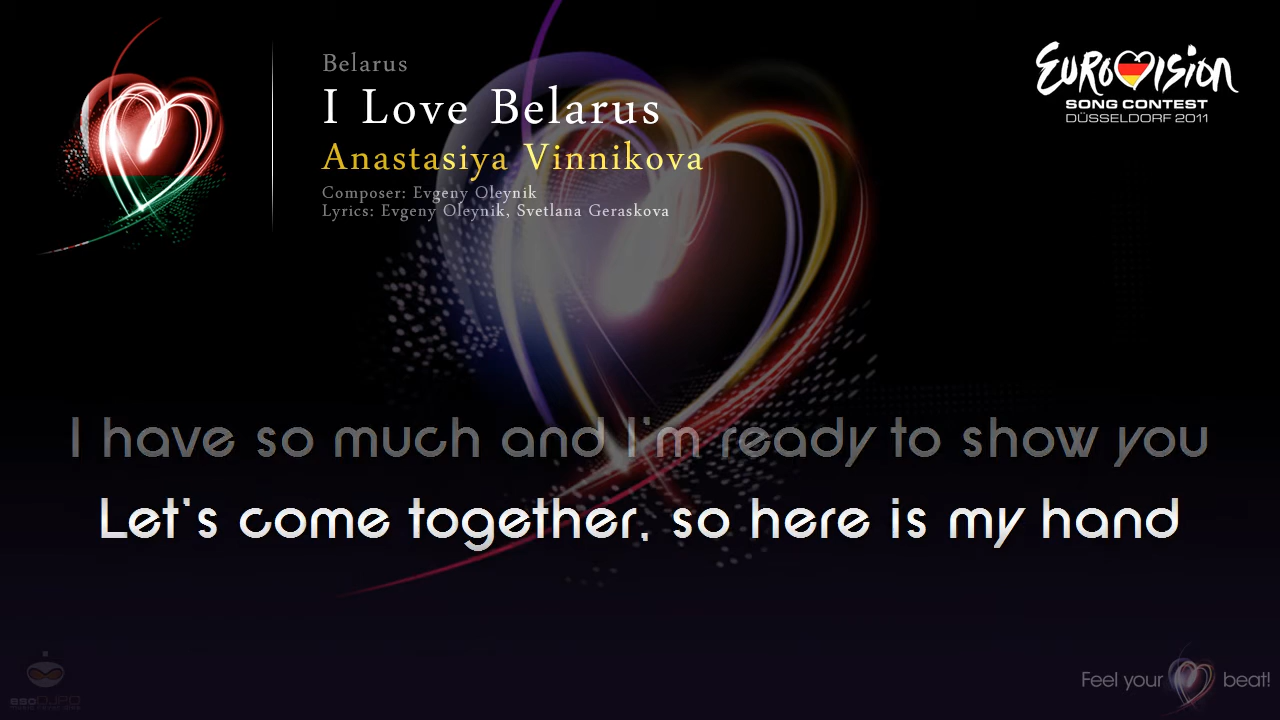 Belarus
I Love Belarus
Anastasiya Vinnikova
Composer: Evgeny Oleynik
Lyrics: Evgeny Oleynik, Svetlana Geraskova
EUROVISION
SONG CONTEST
DÜSSELDORF 2011
I have so much and I'm ready to show you
Let's come together, so here is my hand
Feel your beat!